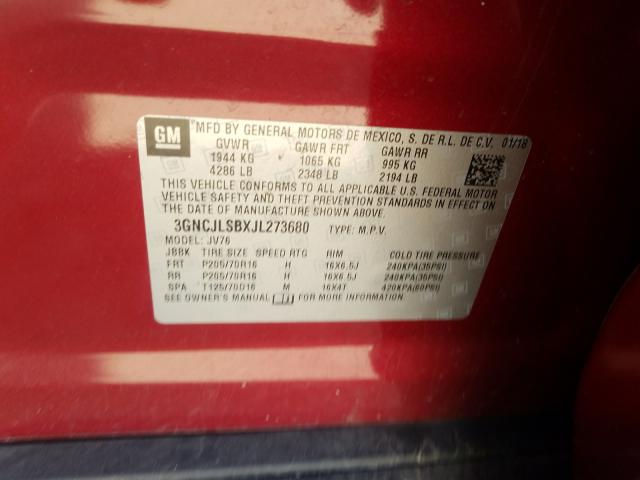 GM MFD BY GENERAL MOTORS DE MEXICO, S. DE R.L. DE C.V. 01/18
GVWR GAWR FRT GAWR RR
1944 KG 1065 KG 995 KG
4286 LB 2348 LB 2194 LB
THIS VEHICLE CONFORMS TO ALL APPLICABLE U.S. FEDERAL MOTOR
VEHICLE SAFETY AND THEFT PREVENTION STANDARDS IN EFFECT ON
THE DATE OF MANUFACTURE SHOWN ABOVE.
3GNCJLSBXJL273680 TYPE: M.P.V.
MODEL: JV76
JBBK TIRE SIZE SPEED RTG RIM COLD TIRE PRESSURE
FRT P205/70R16 H 16X6.5J 240KPA(35PSI)
RR P205/70R16 H 16X6.5J 240KPA(35PSI)
SPA T125/70D16 M 16X4T 420KPA(60PSI)
SEE OWNER'S MANUAL FOR MORE INFORMATION